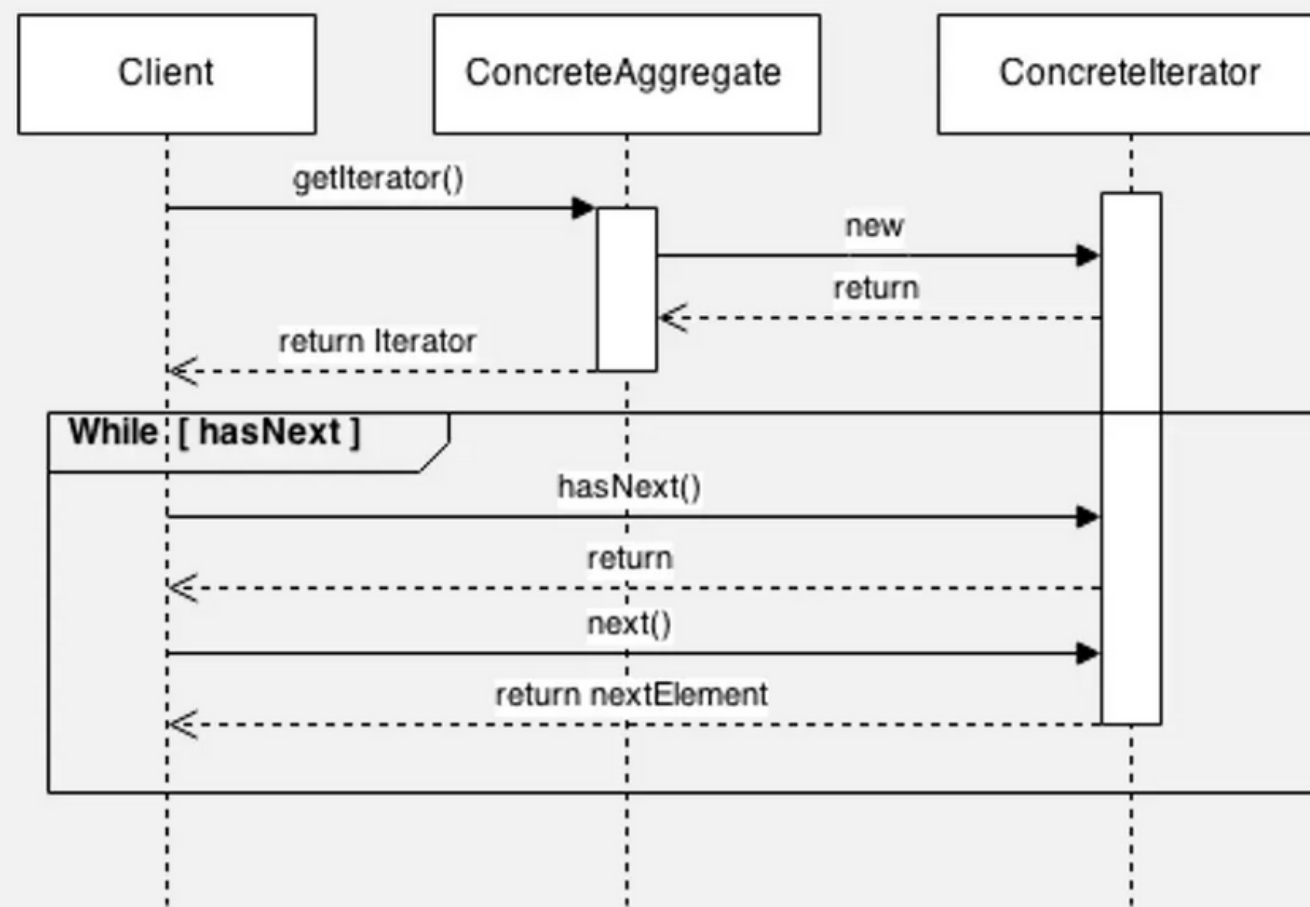 Client
ConcreteAggregate
ConcreteIterator
getIterator()
new
return
return Iterator
While [ hasNext ]
hasNext()
return
next()
return nextElement